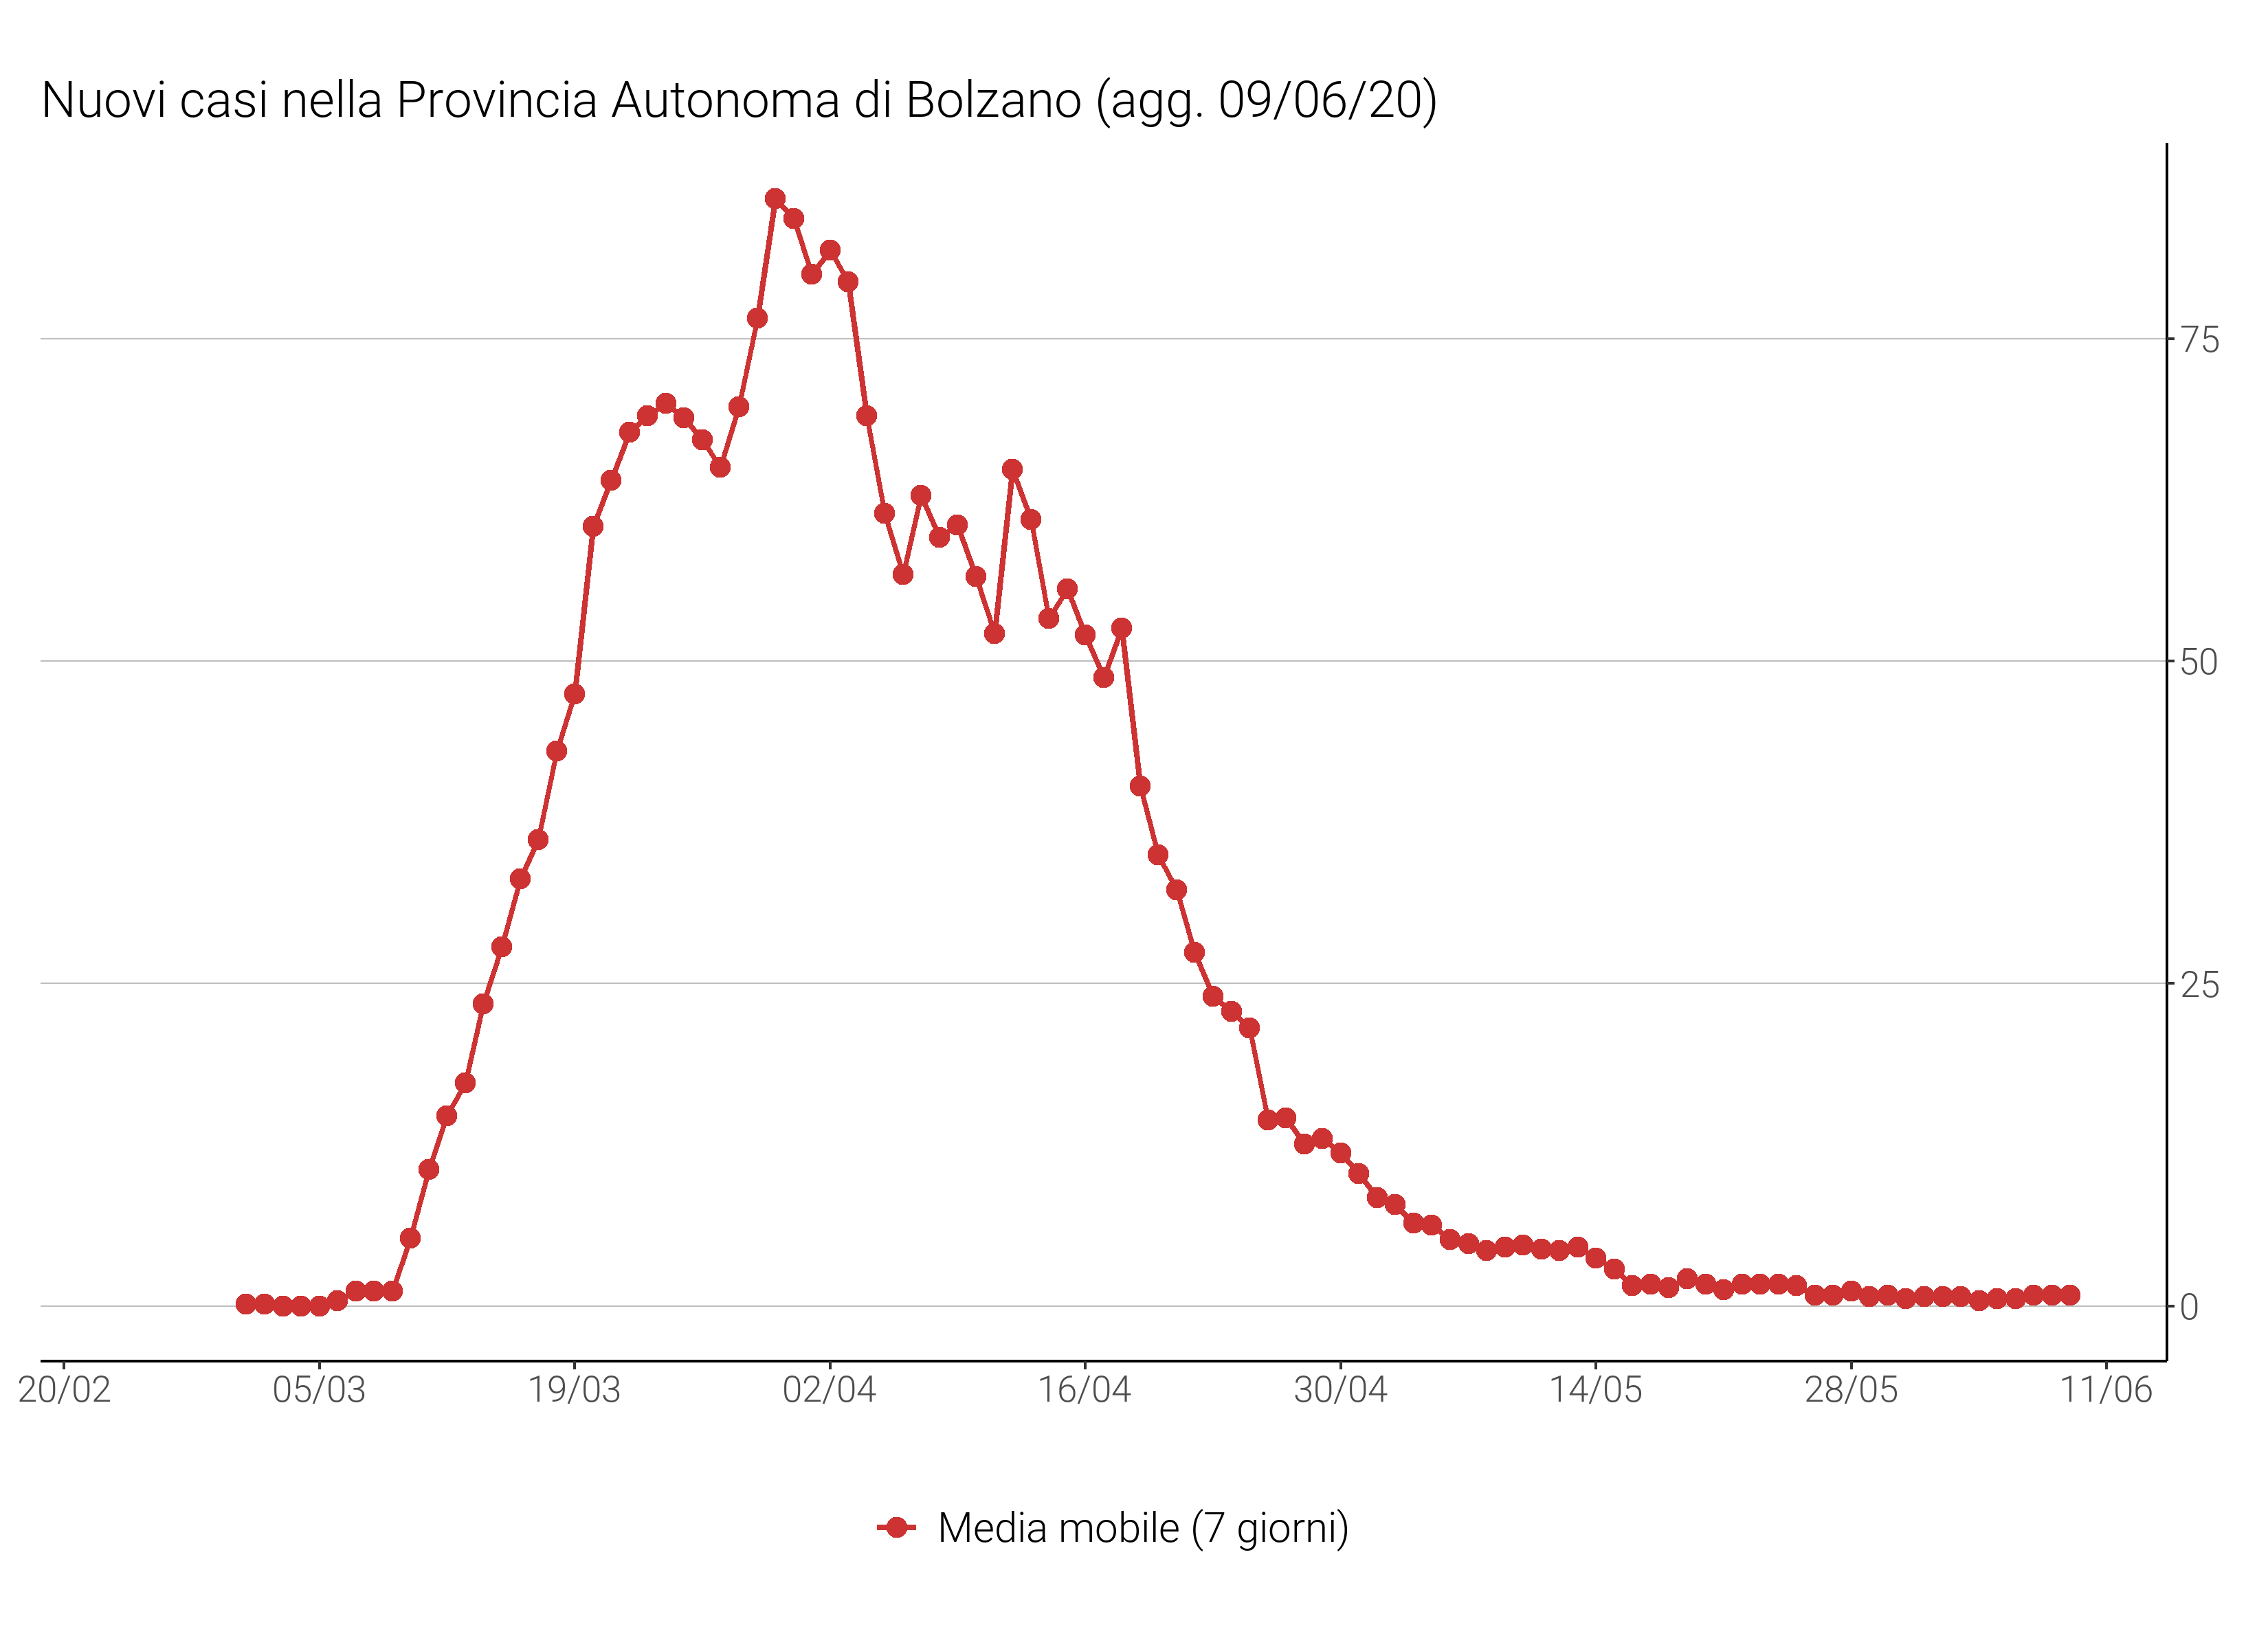 Nuovi casi nella Provincia Autonoma di Bolzano (agg. 09/06/20)
75
50
25
0
20/02 05/03 19/03 02/04 16/04 30/04 14/05 28/05 11/06
Media mobile (7 giorni)